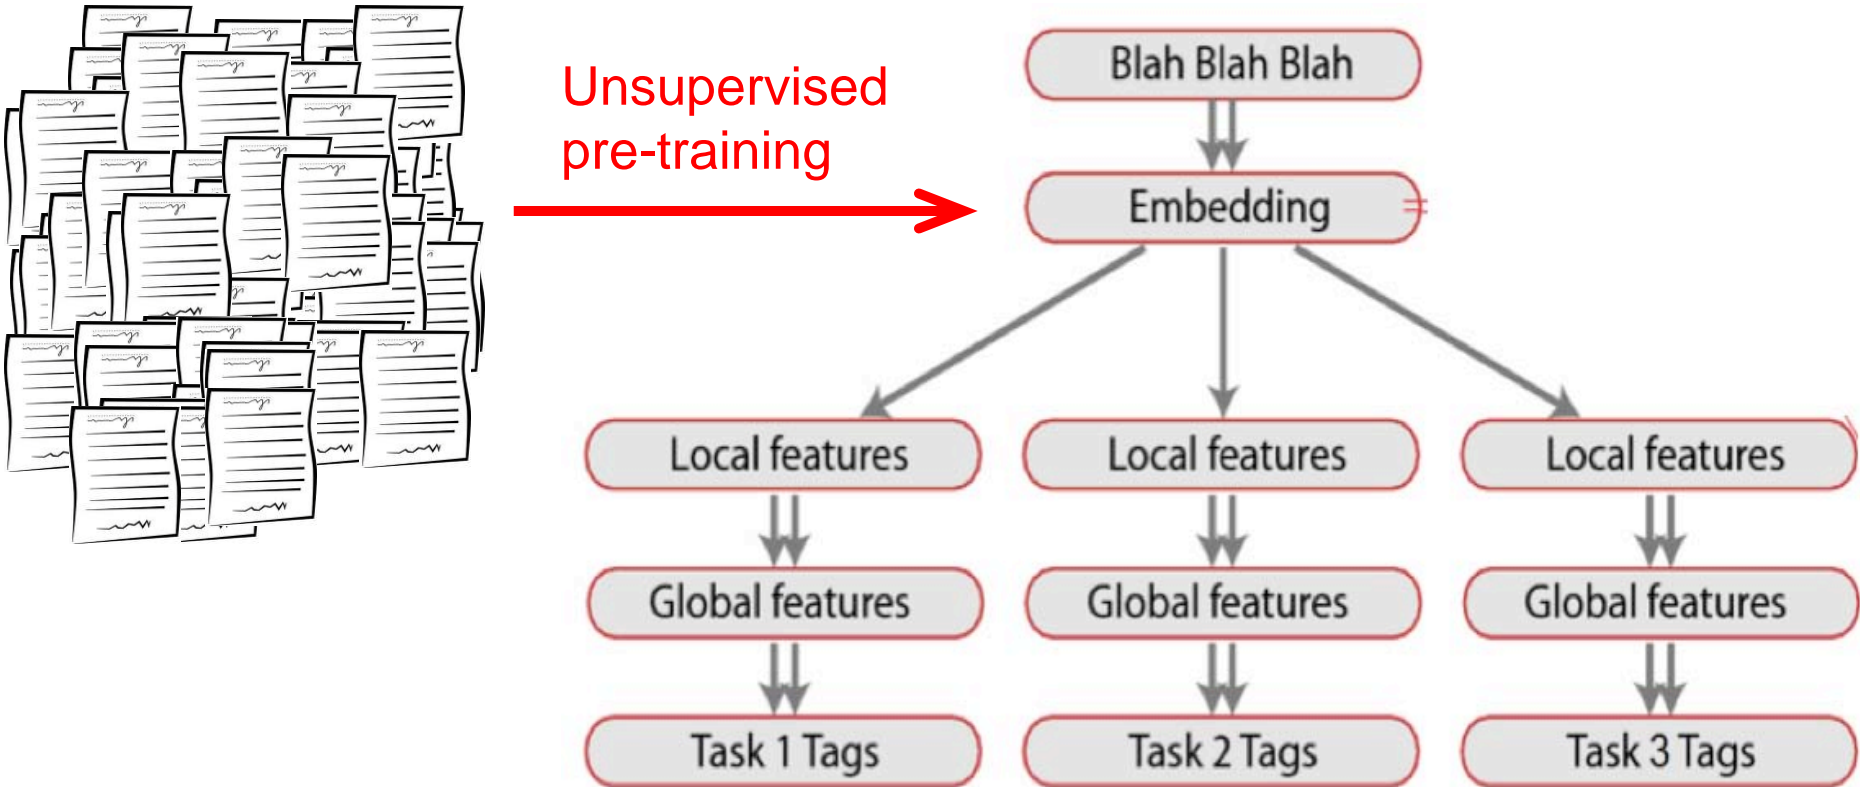 Unsupervised
pre-training
Blah Blah Blah
Embedding
Local features
Local features
Local features
Global features
Global features
Global features
Task 1 Tags
Task 2 Tags
Task 3 Tags